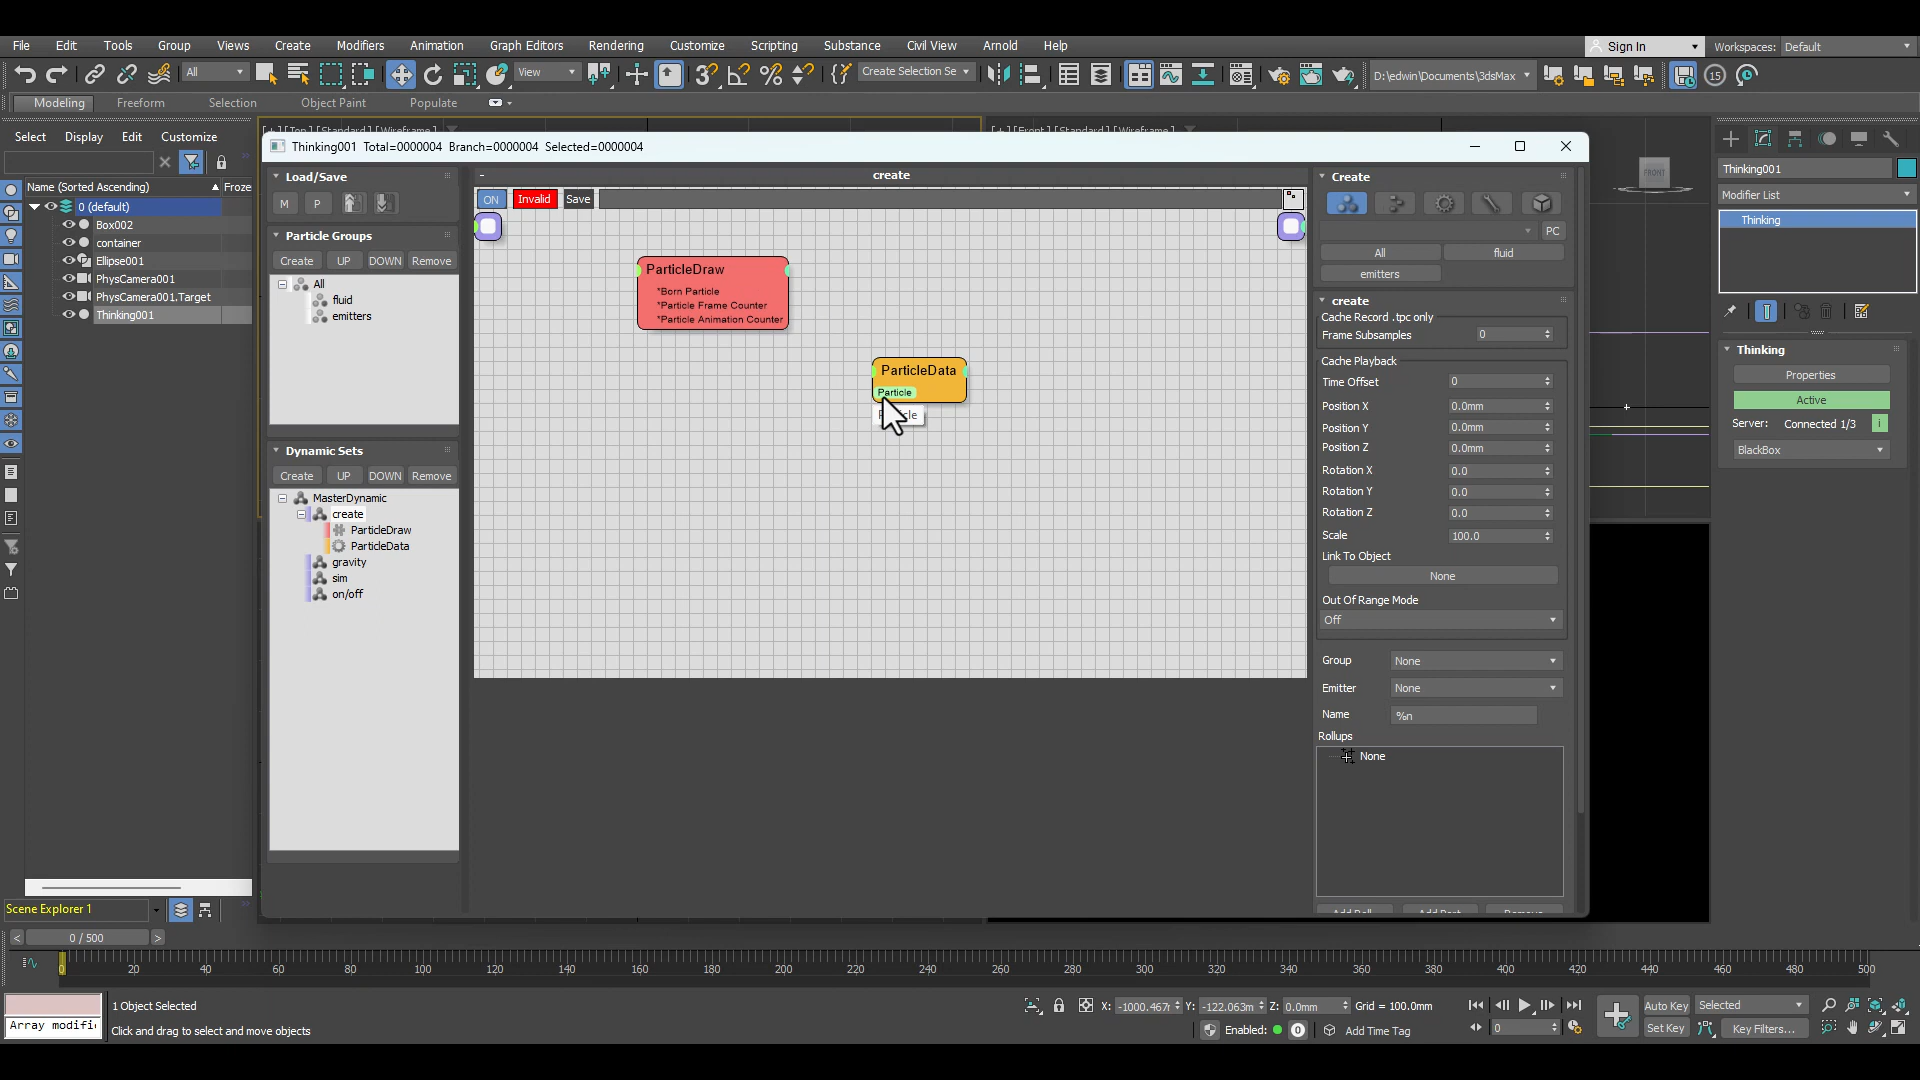 File Edit Tools Group Views Create Modifiers Animation Graph Editors Rendering Customize Scripting Substance Civil View Arnold Help Sign In Workspaces: Default
All View Create Selection Se D:\edwin\Documents\3dsMax 15
Modeling Freeform Selection Object Paint Populate
Select Display Edit Customize
Name (Sorted Ascending) Froze
0 (default)
Box002
container
Ellipse001
PhysCamera001
PhysCamera001.Target
Thinking001
Scene Explorer 1
[+] [Top] [Standard] [Wireframe]
[+] [Front] [Standard] [Wireframe]
Thinking001 Total=0000004 Branch=0000004 Selected=0000004
Load/Save
M P
Particle Groups
Create UP DOWN Remove
All
fluid
emitters
Dynamic Sets
Create UP DOWN Remove
MasterDynamic
create
ParticleDraw
ParticleData
gravity
sim
on/off
- create
ON Invalid Save
ParticleDraw
*Born Particle
*Particle Frame Counter
*Particle Animation Counter
ParticleData
Particle
Create
PC
All fluid
emitters
create
Cache Record .tpc only
Frame Subsamples 0
Cache Playback
Time Offset 0
Position X 0.0mm
Position Y 0.0mm
Position Z 0.0mm
Rotation X 0.0
Rotation Y 0.0
Rotation Z 0.0
Scale 100.0
Link To Object
None
Out Of Range Mode
Off
Group None
Emitter None
Name %n
Rollups
None
FRONT
Thinking001
Modifier List
Thinking
Thinking
Properties
Active
Server: Connected 1/3 i
BlackBox
< 0 / 500 >
0 20 40 60 80 100 120 140 160 180 200 220 240 260 280 300 320 340 360 380 400 420 440 460 480 500
Array modifi
1 Object Selected
Click and drag to select and move objects
X: -1000.467r Y: -122.063m Z: 0.0mm Grid = 100.0mm
Enabled: 0 Add Time Tag
0
Auto Key Selected
Set Key Key Filters...